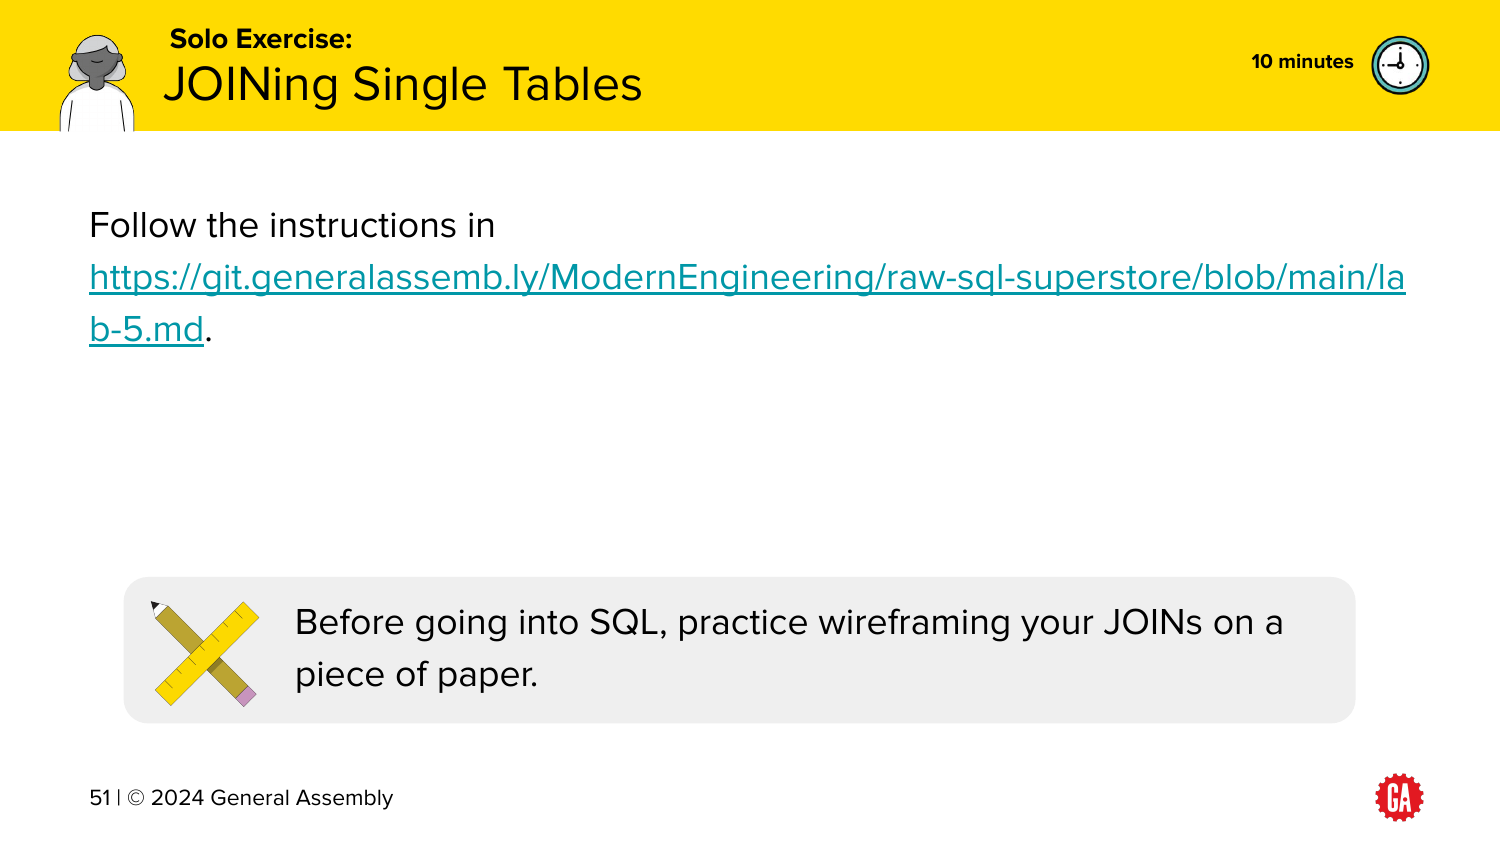 Solo Exercise:
JOINing Single Tables
10 minutes
Follow the instructions in
https://git.generalassemb.ly/ModernEngineering/raw-sql-superstore/blob/main/la
b-5.md.
Before going into SQL, practice wireframing your JOINs on a
piece of paper.
51 | © 2024 General Assembly
GA